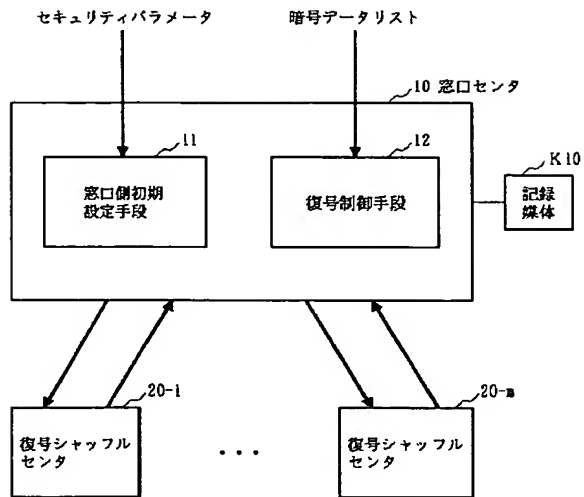 セキュリティパラメータ
暗号データリスト
10 窓口センタ
11
12
K10
窓口側初期
設定手段
復号制御手段
記録
媒体
20-1
20-m
復号シャッフル
センタ
・・・
復号シャッフル
センタ